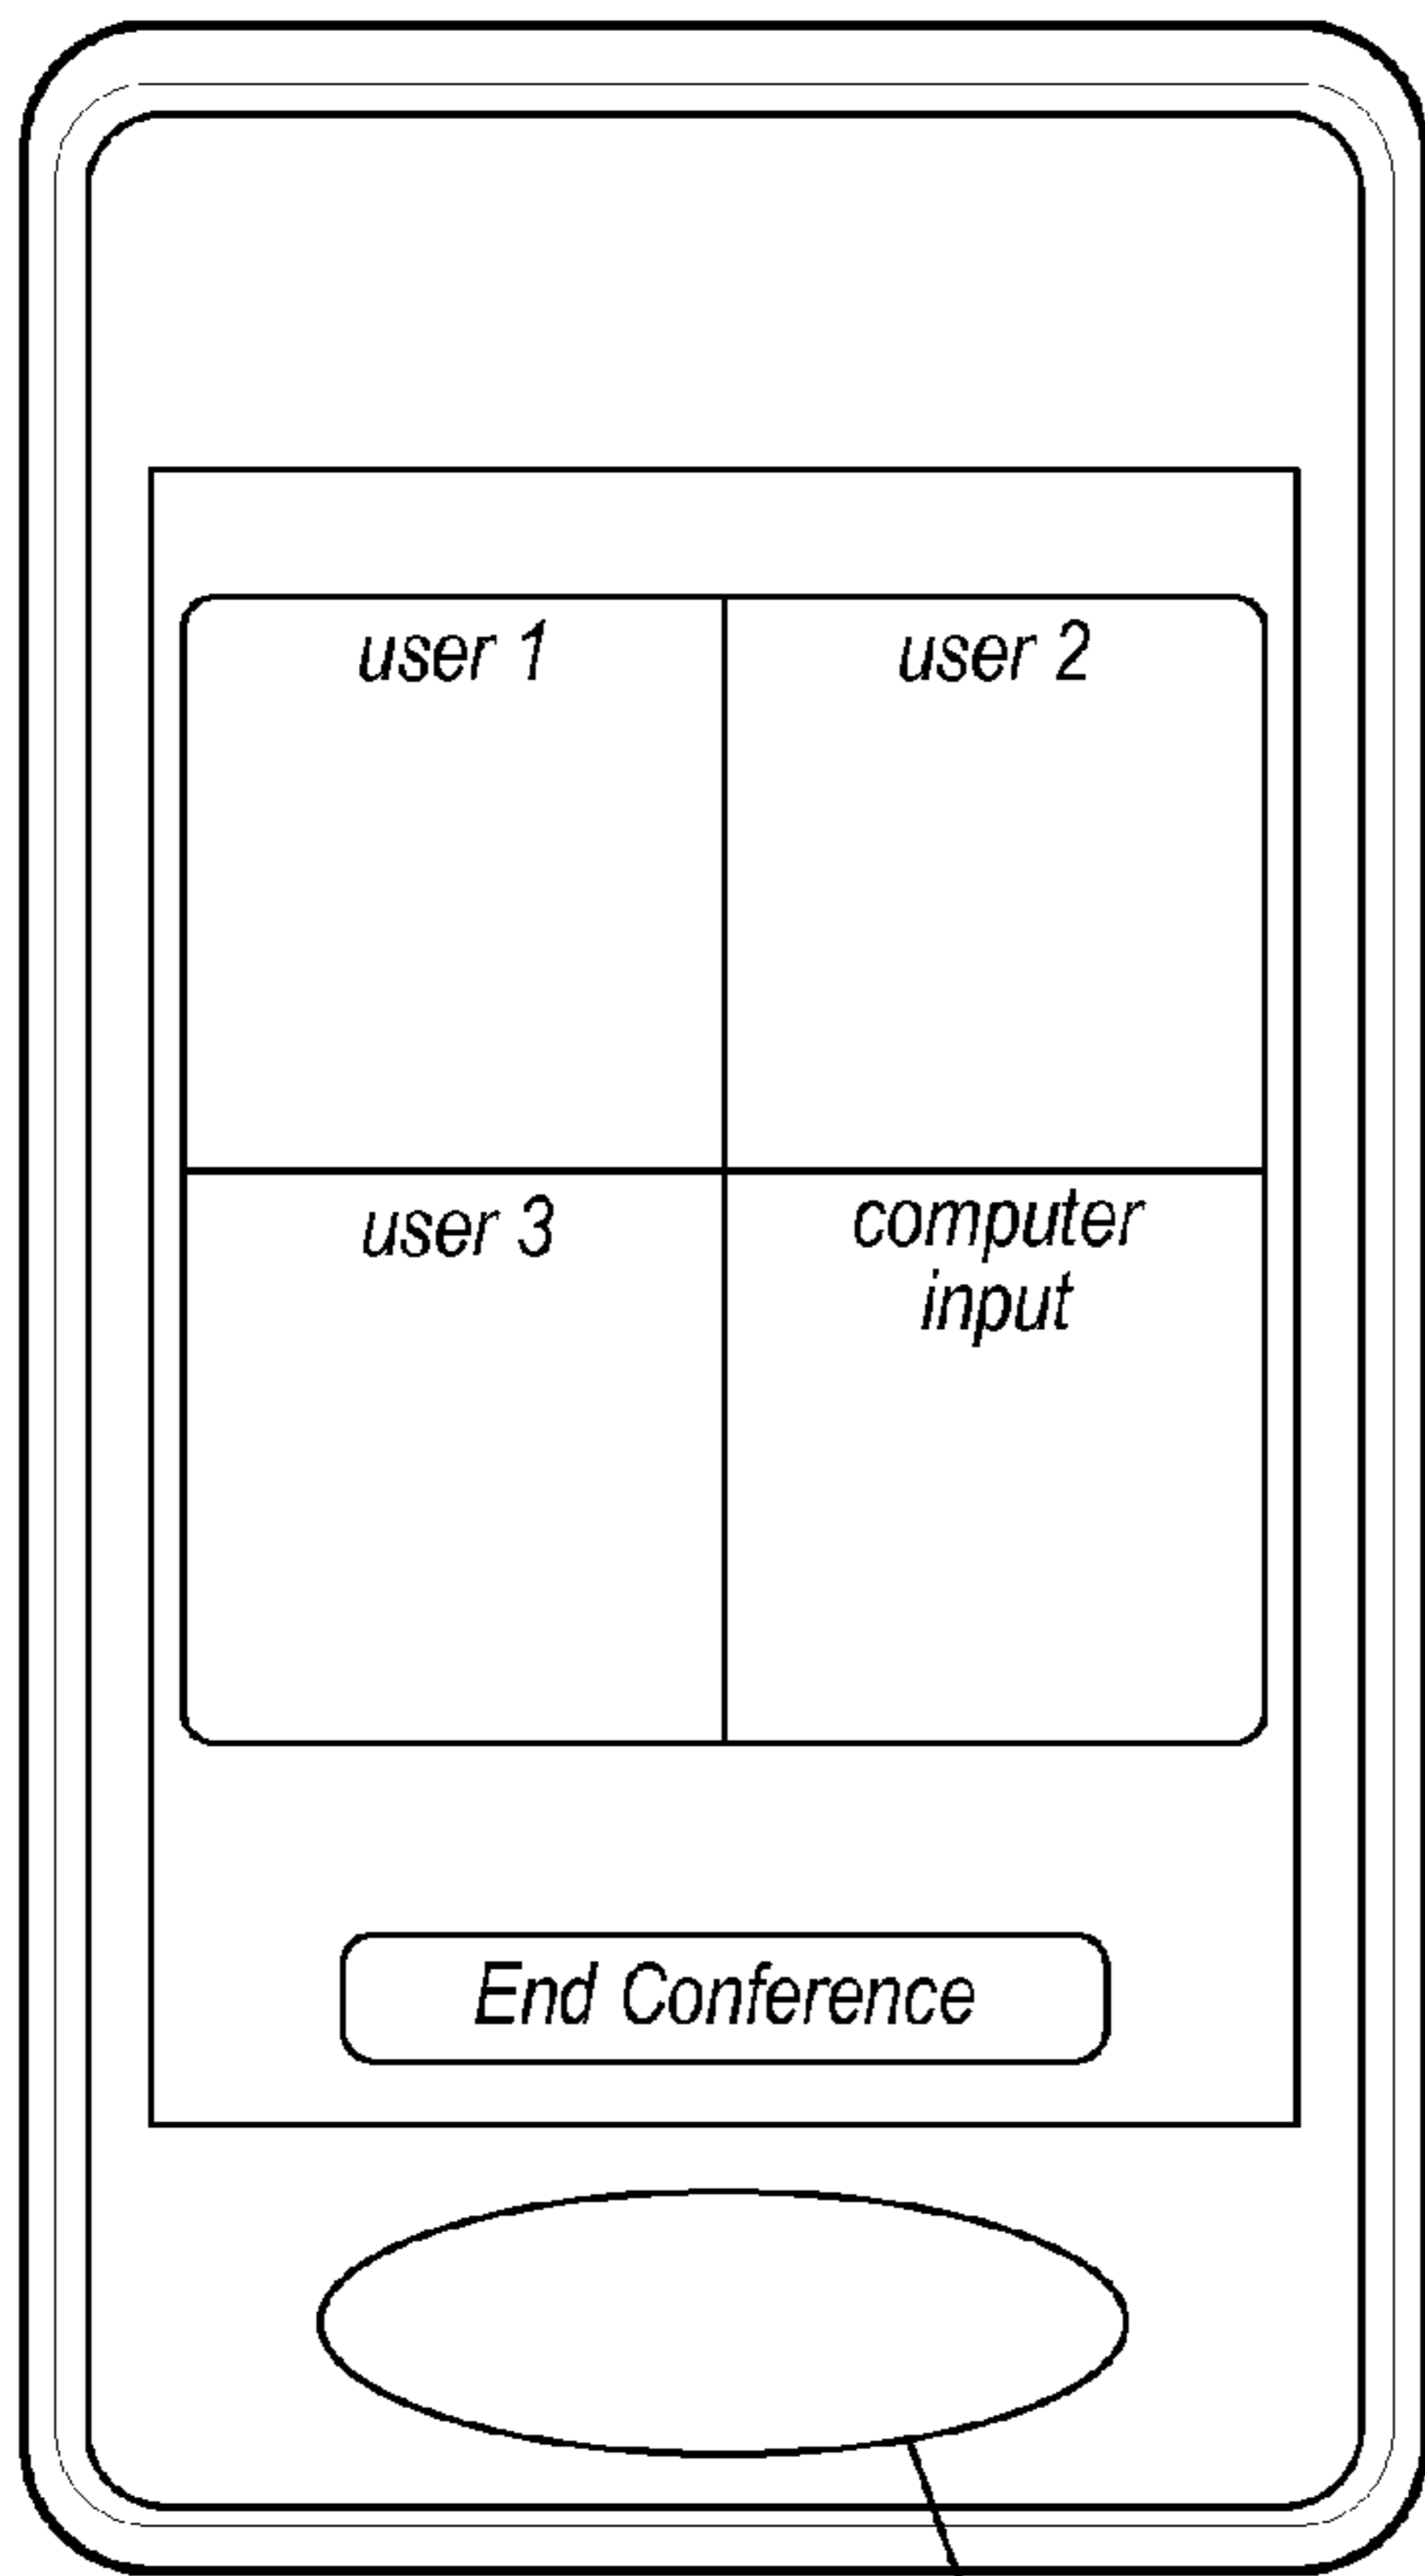 user 1
user 2
user 3
computer
input
End Conference